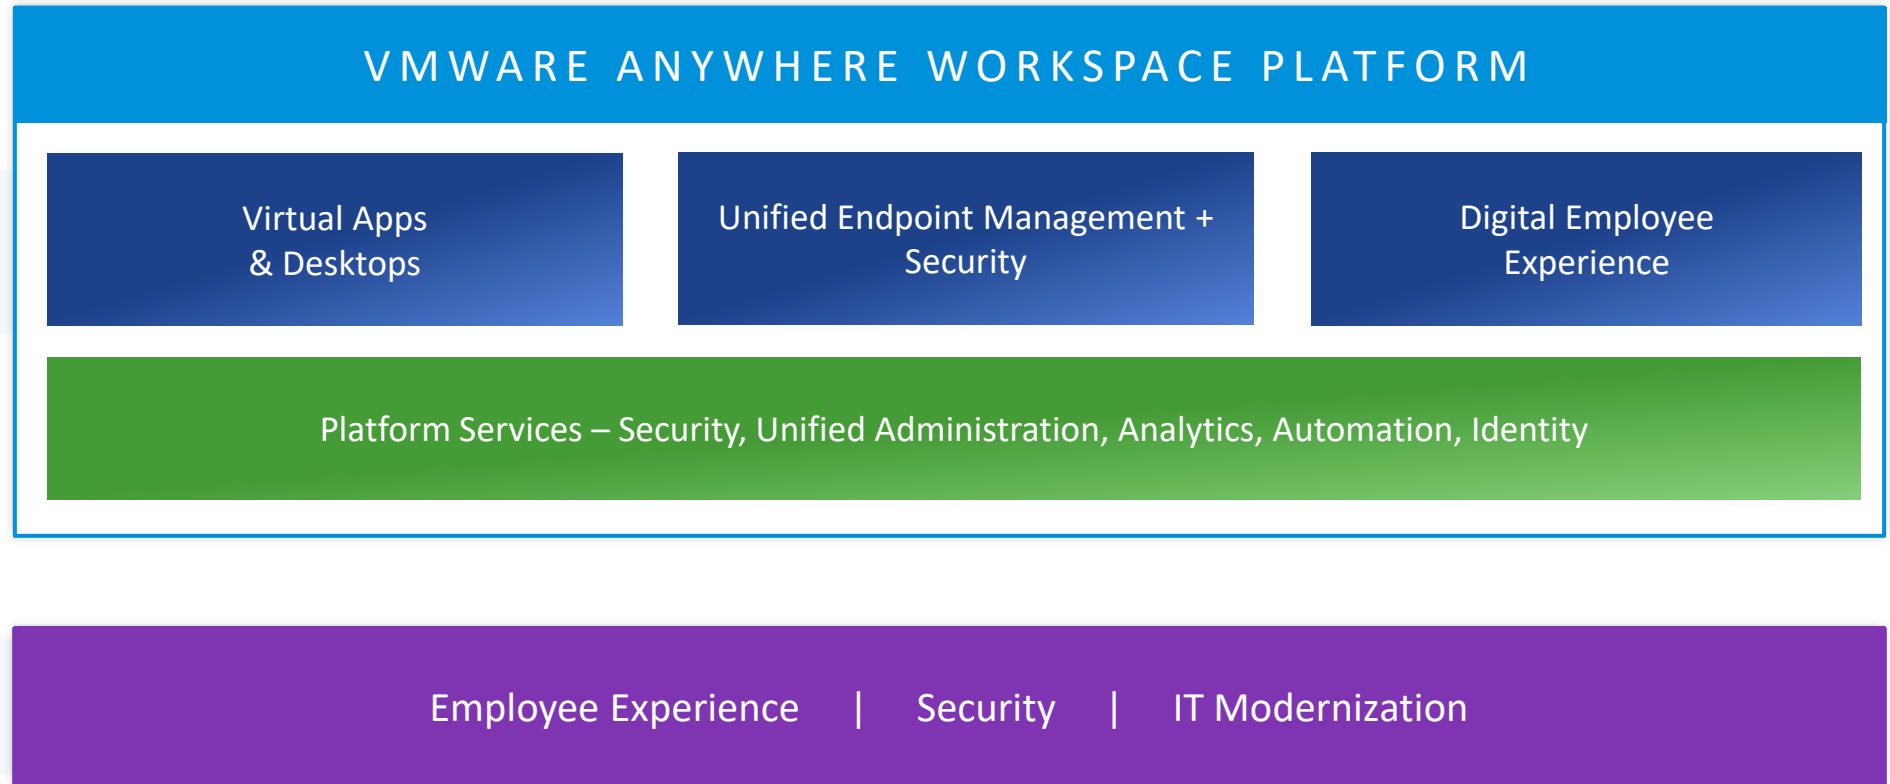 VMWARE ANYWHERE WORKSPACE PLATFORM
Virtual Apps
& Desktops
Unified Endpoint Management +
Security
Digital Employee
Experience
Platform Services – Security, Unified Administration, Analytics, Automation, Identity
Employee Experience | Security | IT Modernization